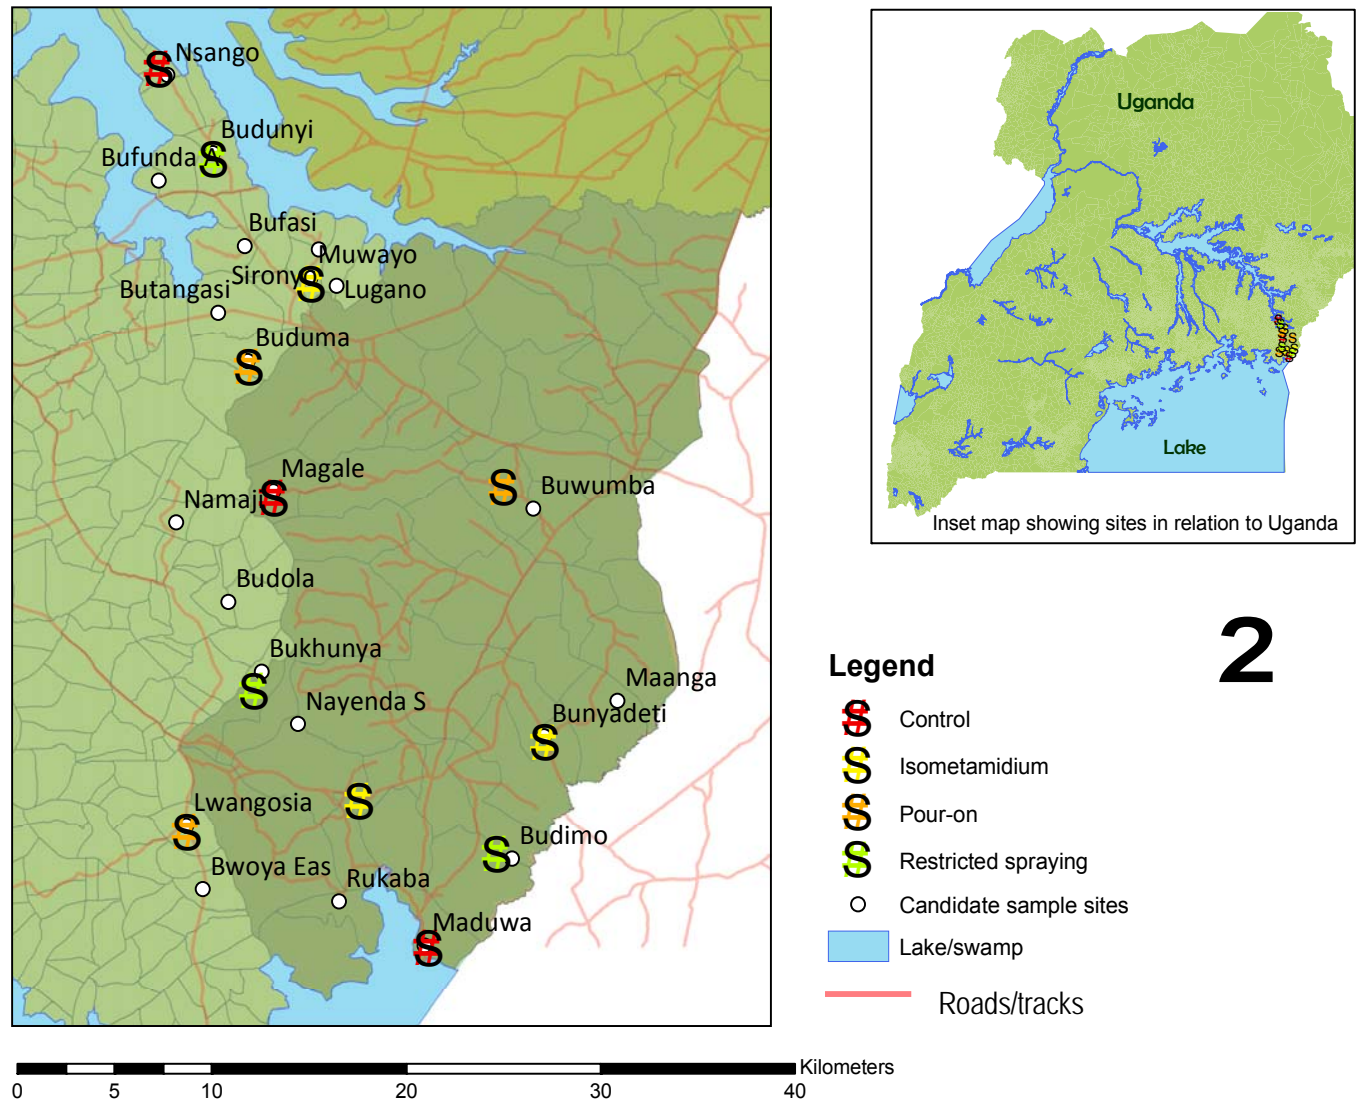 Nsango
Budunyi
Bufunda A
Bufasi
Muwayo
Sirony
Lugano
Butangasi
Buduma
Magale
Namaji
Buwumba
Budola
Bukhunya
Nayenda S
Maanga
Bunyadeti
Lwangosia
Budimo
Bwoya Eas
Rukaba
Maduwa
Uganda
Lake
Inset map showing sites in relation to Uganda
2
Legend
S Control
S Isometamidium
S Pour-on
S Restricted spraying
Candidate sample sites
Lake/swamp
Roads/tracks
Kilometers
0 5 10 20 30 40